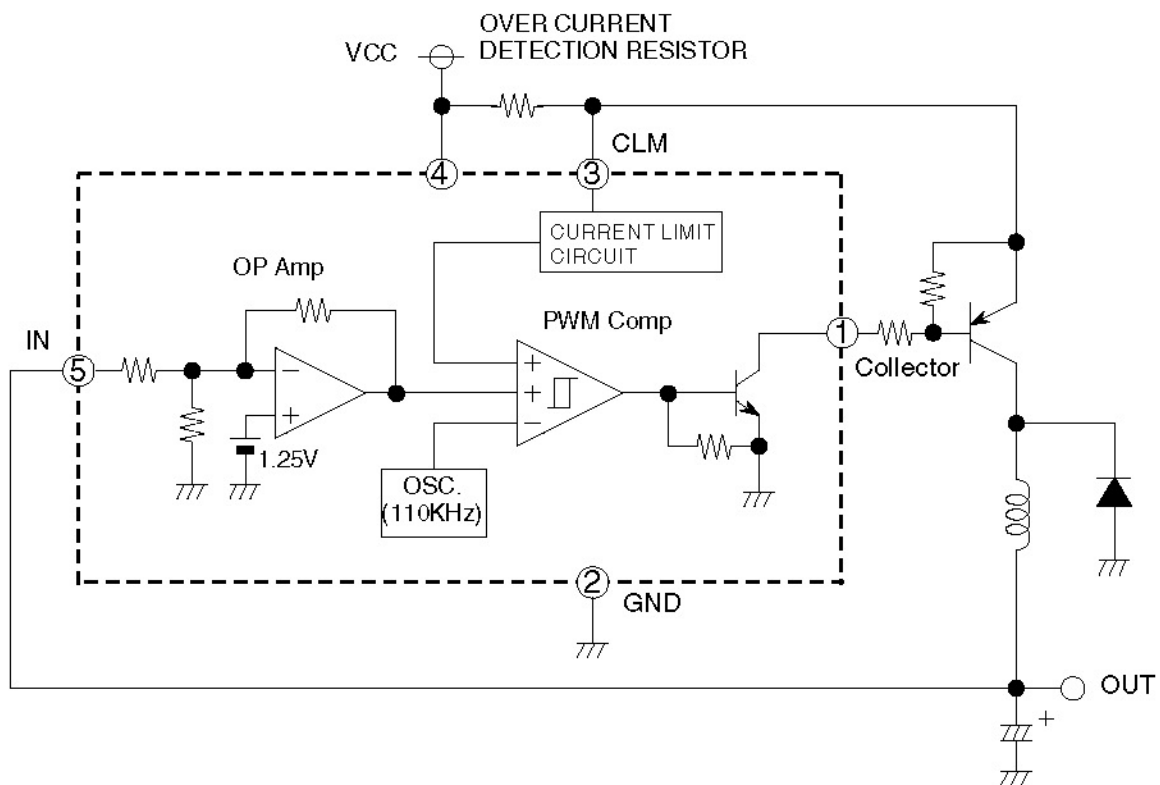 OVER CURRENT
DETECTION RESISTOR
VCC
CLM
4
3
CURRENT LIMIT
CIRCUIT
OP Amp
PWM Comp
1
IN
5
Collector
−
+
1.25V
+
+
−
OSC.
(110KHz)
2
GND
OUT
+